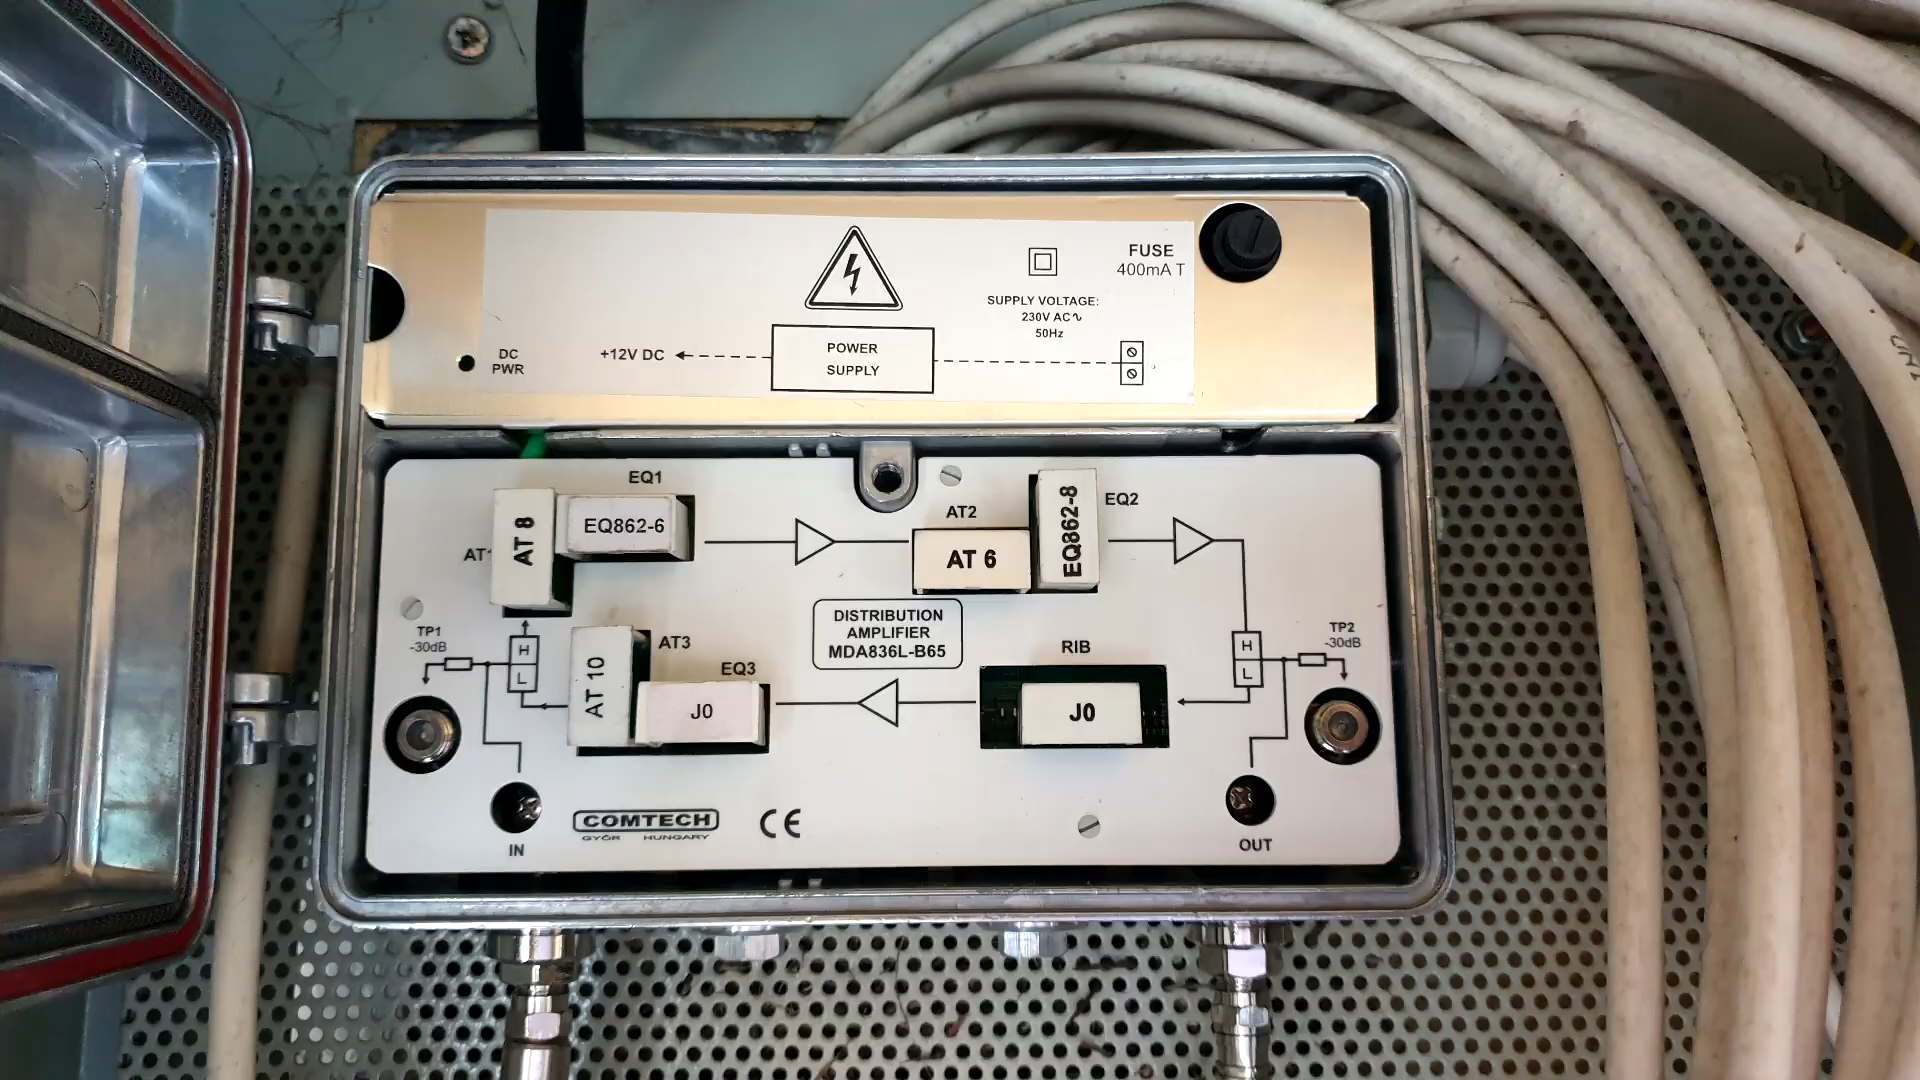 FUSE
400mA T
SUPPLY VOLTAGE:
230V AC∿
50Hz
DC
PWR
+12V DC
POWER
SUPPLY
EQ1
AT 8
EQ862-6
AT1
AT2
AT 6
EQ862-8
EQ2
DISTRIBUTION
AMPLIFIER
MDA836L-B65
TP1
-30dB
H
L
AT 10
AT3
EQ3
J0
RIB
J0
H
L
TP2
-30dB
COMTECH
GYŐR HUNGARY
CE
IN
OUT